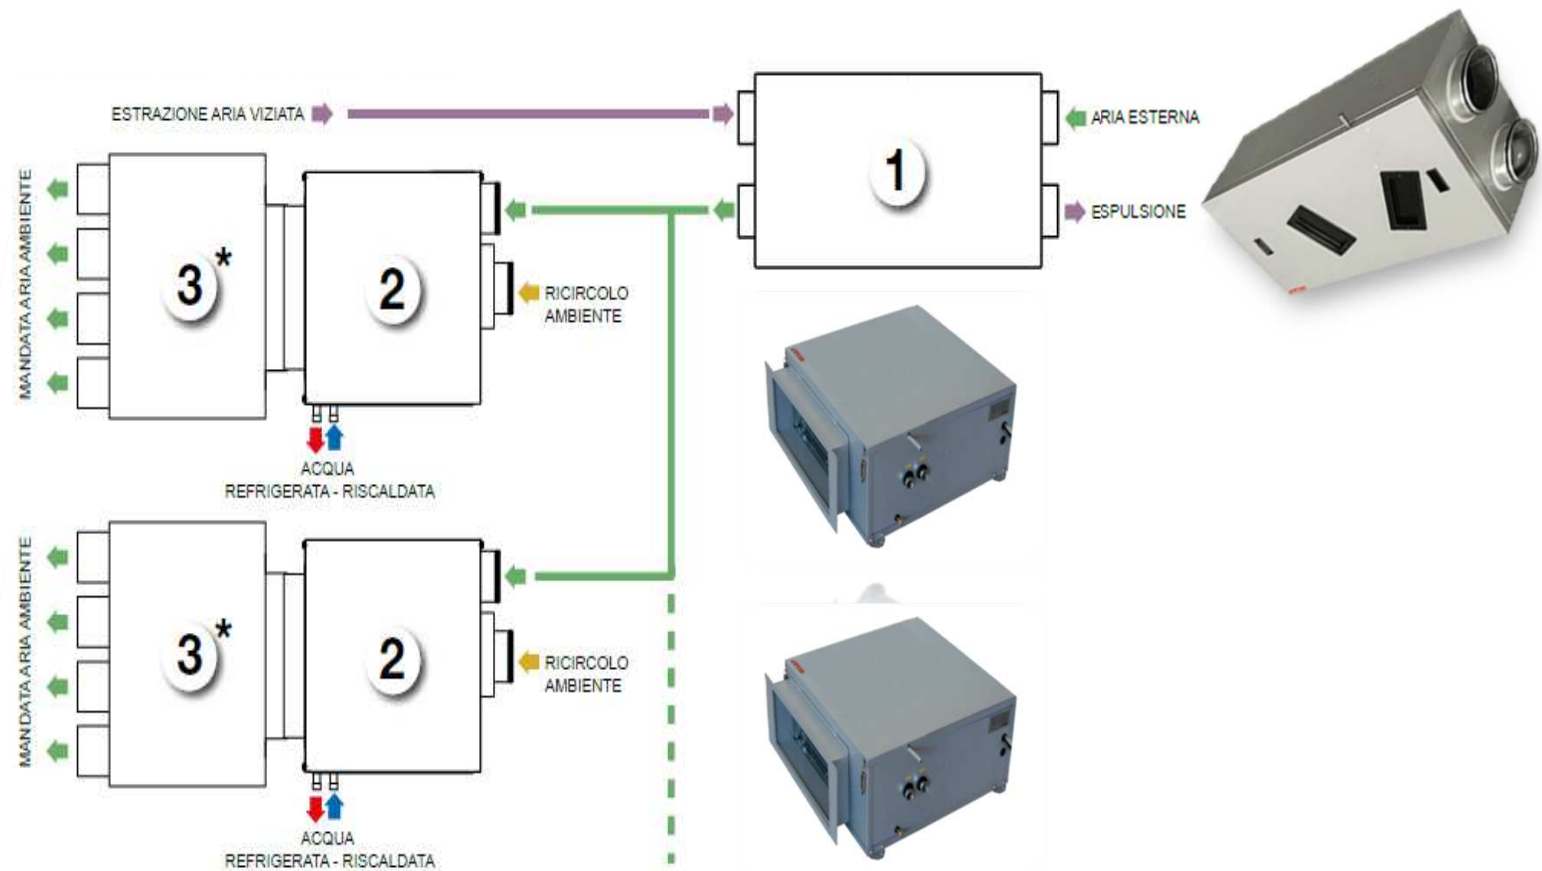 ESTRAZIONE ARIA VIZIATA
1
ARIA ESTERNA
ESPULSIONE
MANDATA ARIA AMBIENTE
3*
2
RICIRCOLO
AMBIENTE
ACQUA
REFRIGERATA - RISCALDATA
MANDATA ARIA AMBIENTE
3*
2
RICIRCOLO
AMBIENTE
ACQUA
REFRIGERATA - RISCALDATA